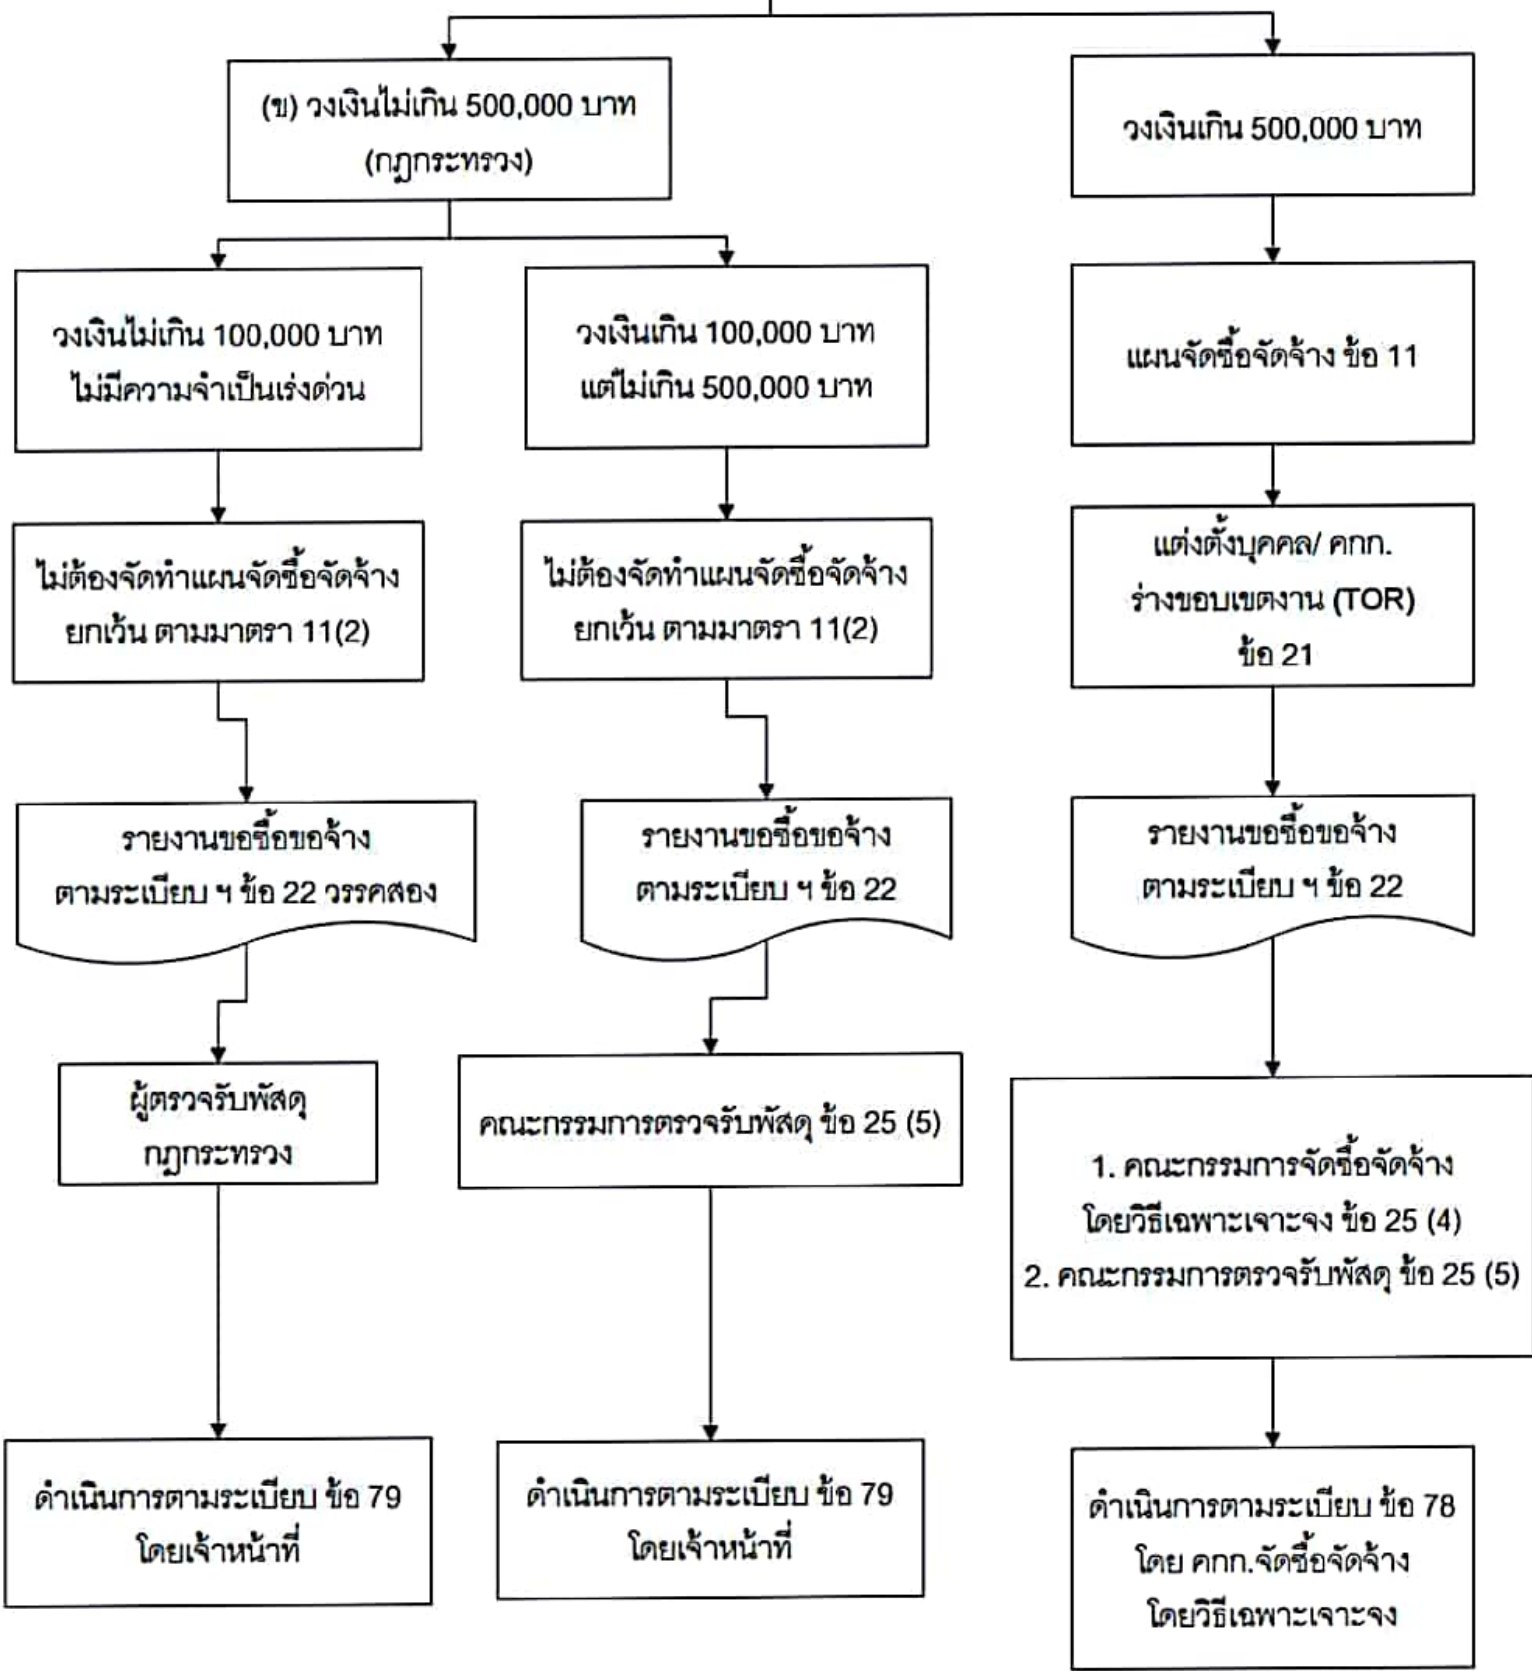 (ข) วงเงินไม่เกิน 500,000 บาท
(กฎกระทรวง)
วงเงินเกิน 500,000 บาท
วงเงินไม่เกิน 100,000 บาท
ไม่มีความจำเป็นเร่งด่วน
วงเงินเกิน 100,000 บาท
แต่ไม่เกิน 500,000 บาท
แผนจัดซื้อจัดจ้าง ข้อ 11
ไม่ต้องจัดทำแผนจัดซื้อจัดจ้าง
ยกเว้น ตามมาตรา 11(2)
ไม่ต้องจัดทำแผนจัดซื้อจัดจ้าง
ยกเว้น ตามมาตรา 11(2)
แต่งตั้งบุคคล/ คกก.
ร่างขอบเขตงาน (TOR)
ข้อ 21
รายงานขอซื้อขอจ้าง
ตามระเบียบ ฯ ข้อ 22 วรรคสอง
รายงานขอซื้อขอจ้าง
ตามระเบียบ ฯ ข้อ 22
รายงานขอซื้อขอจ้าง
ตามระเบียบ ฯ ข้อ 22
ผู้ตรวจรับพัสดุ
กฎกระทรวง
คณะกรรมการตรวจรับพัสดุ ข้อ 25 (5)
1. คณะกรรมการจัดซื้อจัดจ้าง
โดยวิธีเฉพาะเจาะจง ข้อ 25 (4)
2. คณะกรรมการตรวจรับพัสดุ ข้อ 25 (5)
ดำเนินการตามระเบียบ ข้อ 79
โดยเจ้าหน้าที่
ดำเนินการตามระเบียบ ข้อ 79
โดยเจ้าหน้าที่
ดำเนินการตามระเบียบ ข้อ 78
โดย คกก.จัดซื้อจัดจ้าง
โดยวิธีเฉพาะเจาะจง